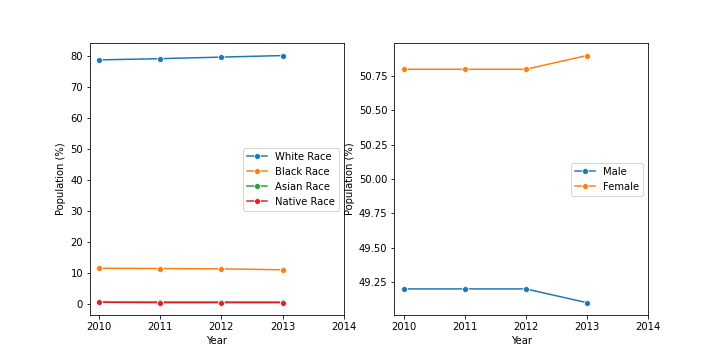 80
70
60
50
40
30
20
10
0
Population (%)
2010 2011 2012 2013 2014
Year
White Race
Black Race
Asian Race
Native Race
50.75
50.50
50.25
50.00
49.75
49.50
49.25
Population (%)
2010 2011 2012 2013 2014
Year
Male
Female